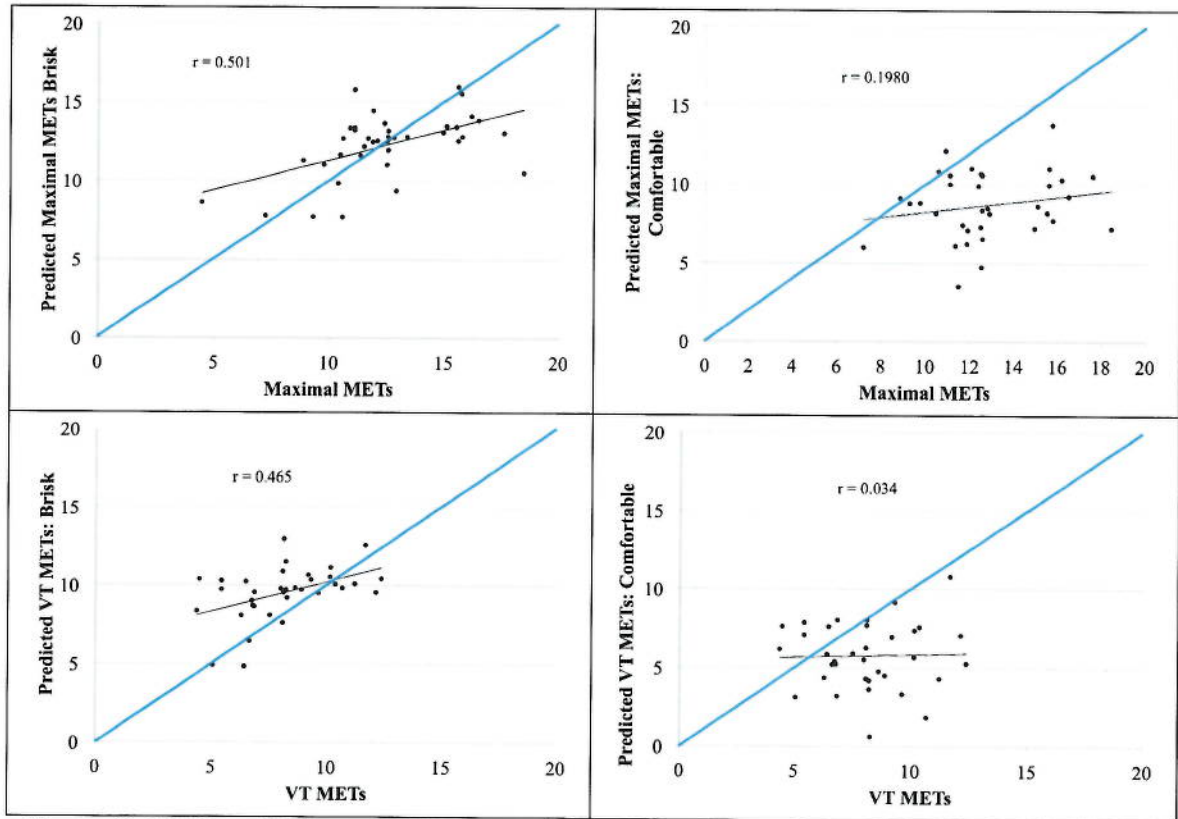 20
15
10
5
0
Predicted Maximal METs Brisk
r = 0.501
0 5 10 15 20
Maximal METs
20
15
10
5
0
Predicted Maximal METs:
Comfortable
r = 0.1980
0 2 4 6 8 10 12 14 16 18 20
Maximal METs
20
15
10
5
0
Predicted VT METs: Brisk
r = 0.465
0 5 10 15 20
VT METs
20
15
10
5
0
Predicted VT METs: Comfortable
r = 0.034
0 5 10 15 20
VT METs